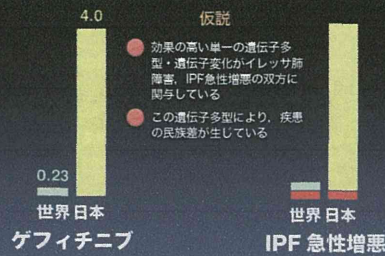 4.0
仮説
効果の高い単一の遺伝子多
型・遺伝子変化がイレッサ肺
障害、IPF急性増悪の双方に
関与している
この遺伝子多型により、疾患
の民族差が生じている
0.23
世界 日本
世界 日本
ゲフィチニブ
IPF 急性増悪